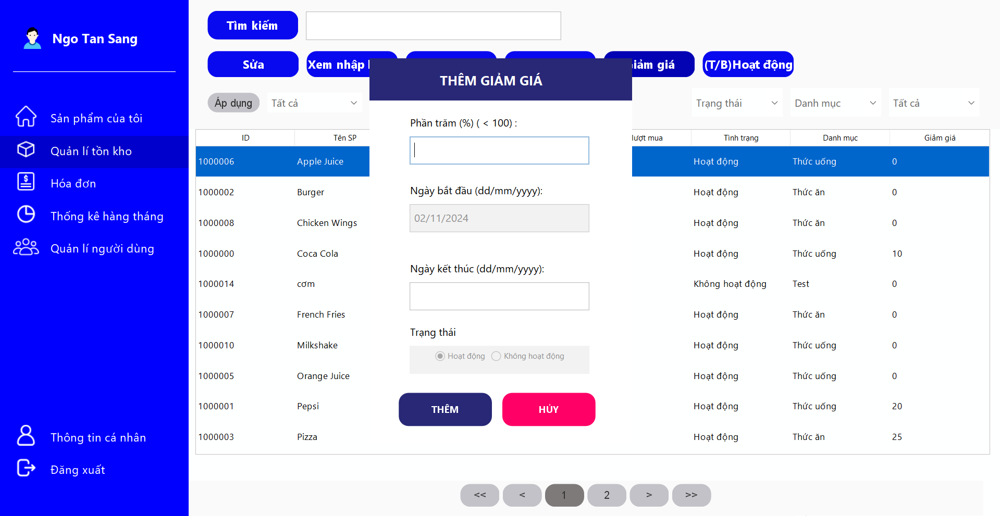 Ngo Tan Sang
Sản phẩm của tôi
Quản lí tồn kho
Hóa đơn
Thống kê hàng tháng
Quản lí người dùng
Thông tin cá nhân
Đăng xuất
Tìm kiếm
Sửa
Xem nhập
iảm giá
(T/B)Hoạt động
Áp dụng
Tất cả
Trạng thái
Danh mục
Tất cả
ID Tên SP lượt mua Tình trạng Danh mục Giảm giá
1000006 Apple Juice Hoạt động Thức uống 0
1000002 Burger Hoạt động Thức ăn 0
1000008 Chicken Wings Hoạt động Thức ăn 0
1000000 Coca Cola Hoạt động Thức uống 10
1000014 cơm Không hoạt động Test 0
1000007 French Fries Hoạt động Thức ăn 0
1000010 Milkshake Hoạt động Thức uống 0
1000005 Orange Juice Hoạt động Thức uống 0
1000001 Pepsi Hoạt động Thức uống 20
1000003 Pizza Hoạt động Thức ăn 25
THÊM GIẢM GIÁ
Phần trăm (%) ( < 100) :
Ngày bắt đầu (dd/mm/yyyy):
02/11/2024
Ngày kết thúc (dd/mm/yyyy):
Trạng thái
Hoạt động Không hoạt động
THÊM HỦY
<< < 1 2 > >>